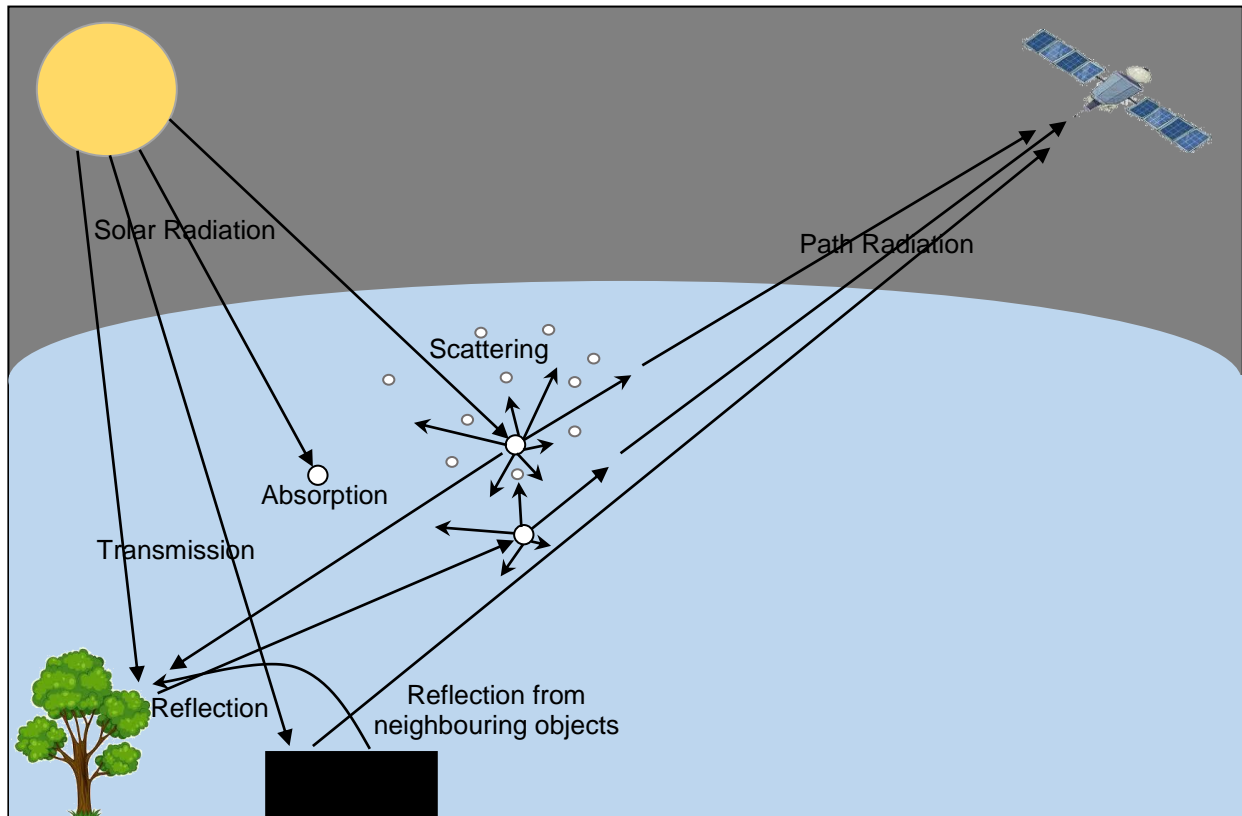 Solar Radiation
Path Radiation
Scattering
Absorption
Transmission
Reflection
Reflection from
neighbouring objects